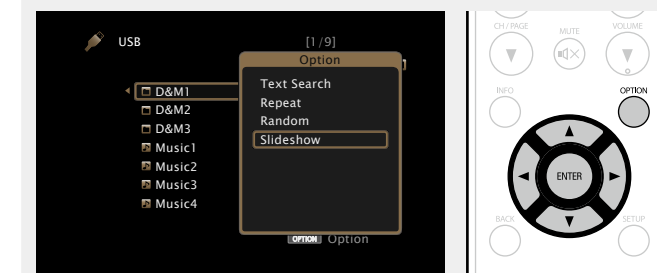 USB
[1/9]
Option
Text Search
Repeat
Random
Slideshow
D&M1
D&M2
D&M3
Music1
Music2
Music3
Music4
OPTION Option
CH / PAGE
MUTE
VOLUME
INFO
OPTION
ENTER
BACK
SETUP